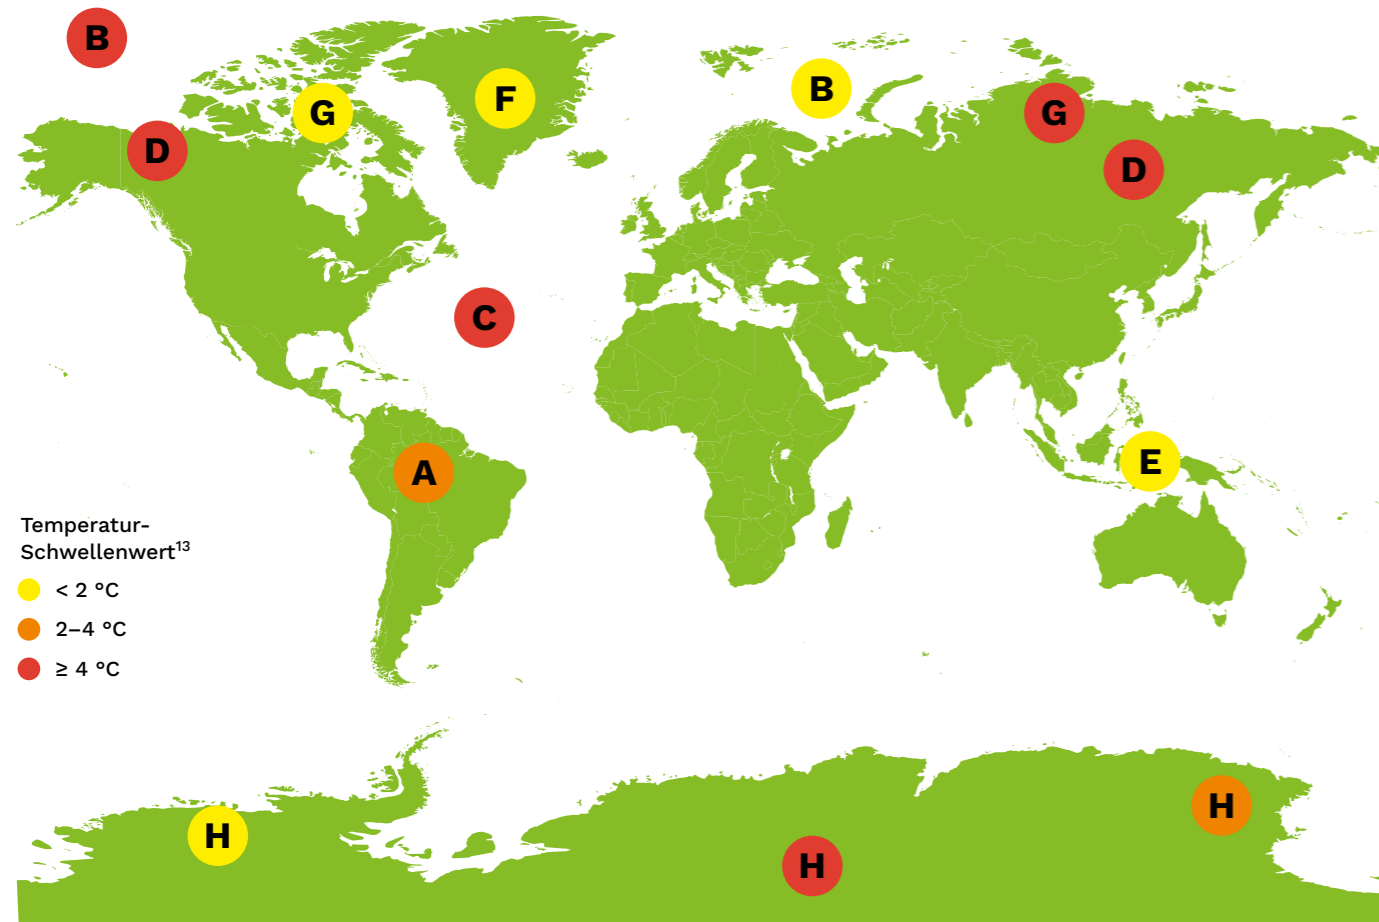 B
B
G
F
G
D
D
C
E
A
Temperatur-
Schwellenwert¹³
< 2 °C
2–4 °C
≥ 4 °C
H
H
H